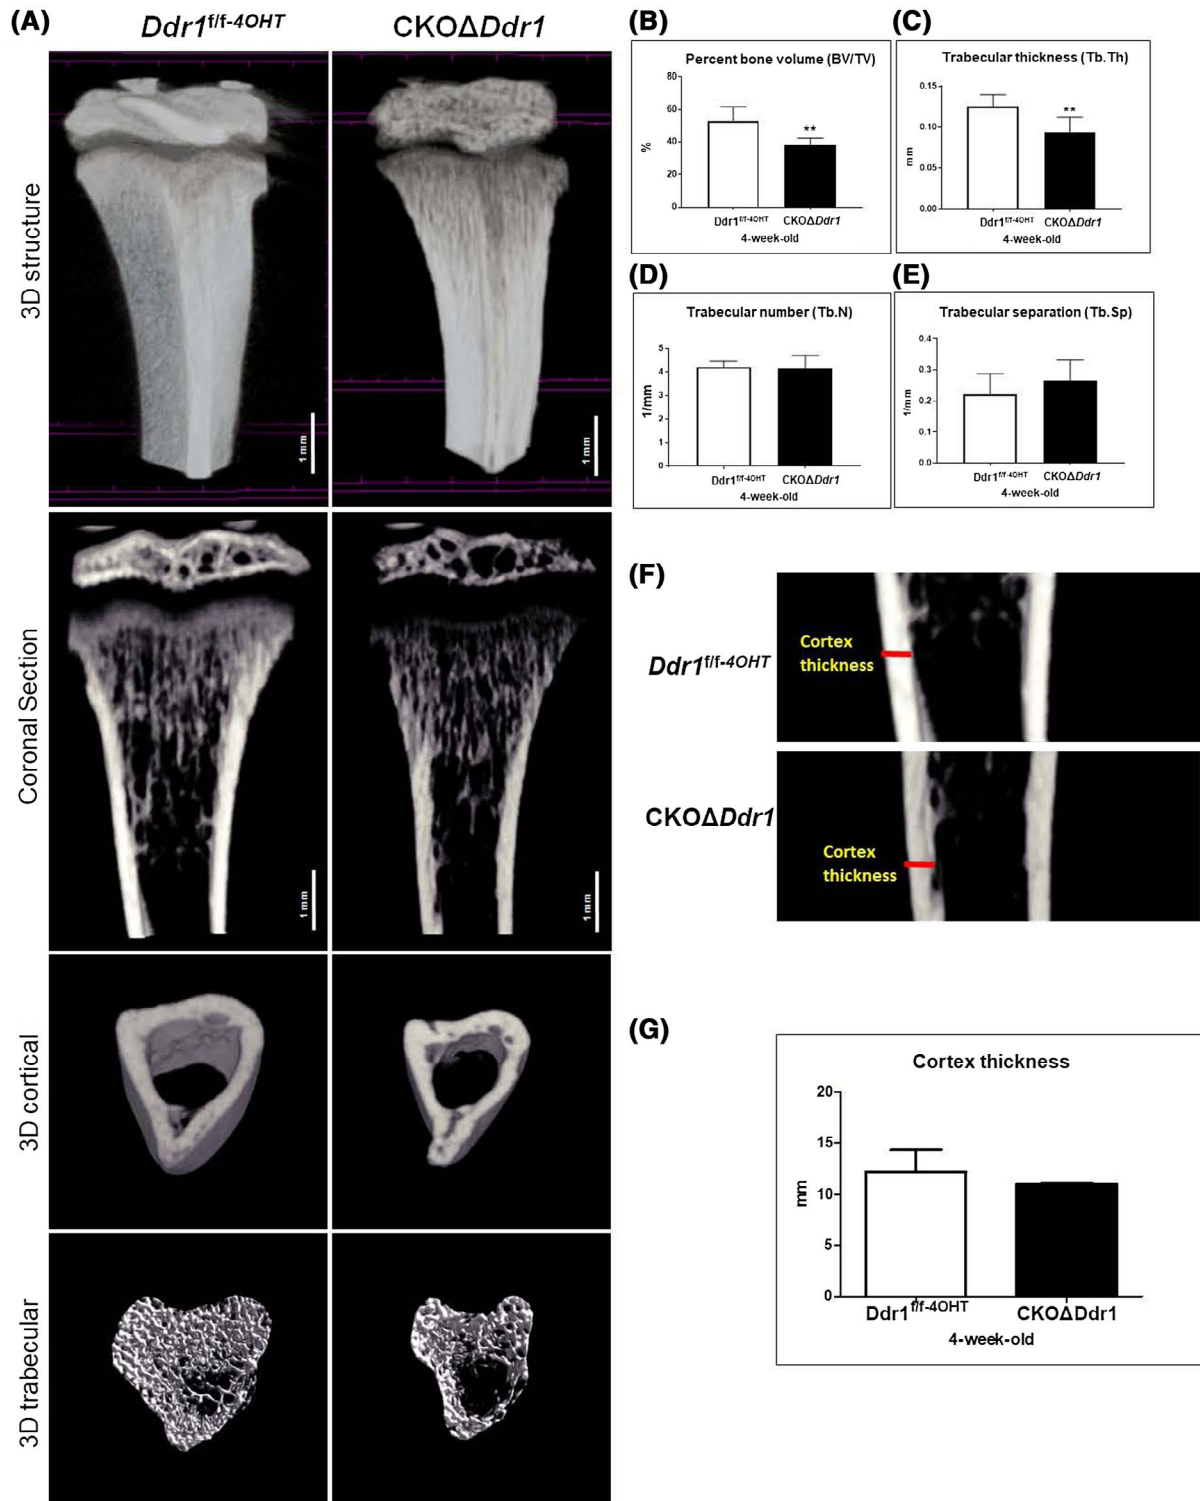 (A)
Ddr1f/f-4OHT
CKOΔDdr1
3D structure
1 mm
1 mm
Coronal Section
1 mm
1 mm
3D cortical
3D trabecular
(B)
Percent bone volume (BV/TV)
80
60
40
20
0
%
**
Ddr1f/f-4OHT
CKOΔDdr1
4-week-old
(C)
Trabecular thickness (Tb.Th)
0.15
0.10
0.05
0.00
mm
**
Ddr1f/f-4OHT
CKOΔDdr1
4-week-old
(D)
Trabecular number (Tb.N)
5
4
3
2
1
0
1/mm
Ddr1f/f-4OHT
CKOΔDdr1
4-week-old
(E)
Trabecular separation (Tb.Sp)
0.4
0.3
0.2
0.1
0.0
1/mm
Ddr1f/f-4OHT
CKOΔDdr1
4-week-old
(F)
Ddr1f/f-4OHT
Cortex
thickness
CKOΔDdr1
Cortex
thickness
(G)
Cortex thickness
20
15
10
5
0
mm
Ddr1f/f-4OHT
CKOΔDdr1
4-week-old